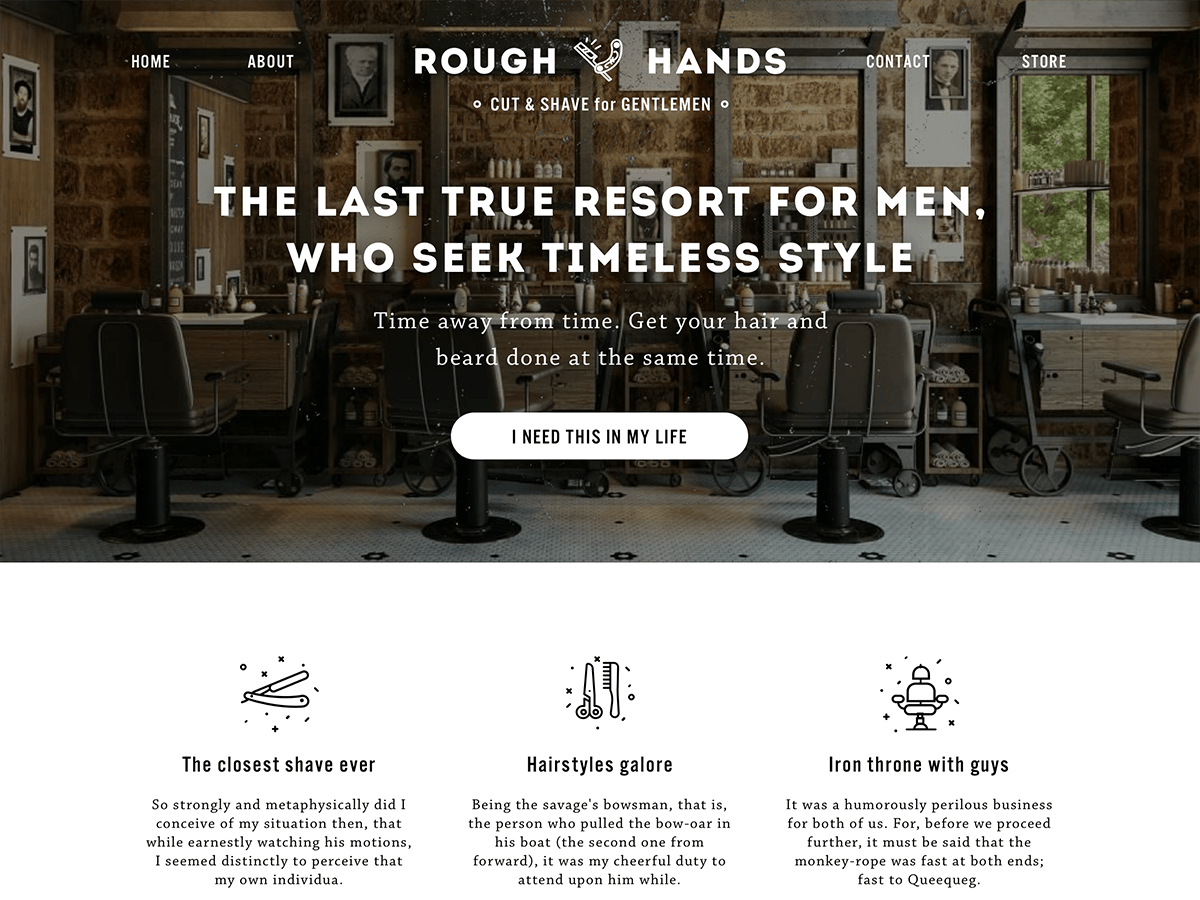 HOME
ABOUT
ROUGH HANDS
CONTACT
STORE
CUT & SHAVE for GENTLEMEN
THE LAST TRUE RESORT FOR MEN,
WHO SEEK TIMELESS STYLE
Time away from time. Get your hair and
beard done at the same time.
I NEED THIS IN MY LIFE
The closest shave ever
So strongly and metaphysically did I
conceive of my situation then, that
while earnestly watching his motions,
I seemed distinctly to perceive that
my own individua.
Hairstyles galore
Being the savage's bowsman, that is,
the person who pulled the bow-oar in
his boat (the second one from
forward), it was my cheerful duty to
attend upon him while.
Iron throne with guys
It was a humorously perilous business
for both of us. For, before we proceed
further, it must be said that the
monkey-rope was fast at both ends;
fast to Queequeg.